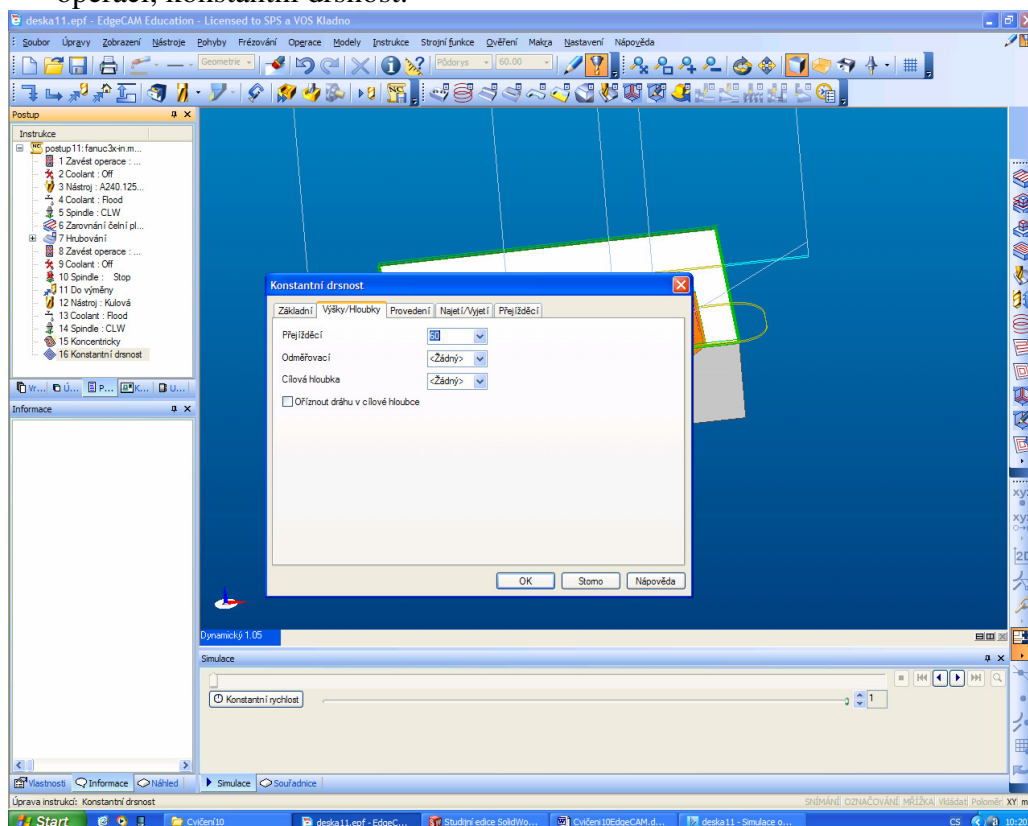 operací, konstantní drsnost.
deska11.epf - EdgeCAM Education - Licensed to SPS a VOS Kladno
Soubor Úpravy Zobrazení Nástroje Pohyby Frézování Operace Modely Instrukce Strojní funkce Ověření Makra Nastavení Nápověda
Geometrie Půdorys 60.00
Postup
Instrukce
postup11: fanuc3x-in.m...
1 Zavést operace : ...
2 Coolant : Off
3 Nástroj : A240.125...
4 Coolant : Flood
5 Spindle : CLW
6 Zarovnání čelní pl...
7 Hrubování
8 Zavést operace : ...
9 Coolant : Off
10 Spindle : Stop
11 Do výměny
12 Nástroj : Kulová
13 Coolant : Flood
14 Spindle : CLW
15 Koncentricky
16 Konstantní drsnost
Vr... Ú... P... K... U...
Informace
Konstantní drsnost
Základní Výšky/Hloubky Provedení Najetí/Vyjetí Přejížděcí
Přejížděcí 60
Odměřovací <Žádný>
Cílová hloubka <Žádný>
Oříznout dráhu v cílové hloubce
OK Storno Nápověda
Dynamický 1.05
Simulace
Konstantní rychlost 1
Vlastnosti Informace Náhled Simulace Souřadnice
Úprava instrukcí: Konstantní drsnost SNÍMÁNÍ OZNAČOVÁNÍ MŘÍŽKA Vkládat Poloměr XY m
Start Cvičení10 deska11.epf - EdgeC... Studijní edice SolidWo... Cvičení10EdgeCAM.d... deska11 - Simulace o... CS 10:20